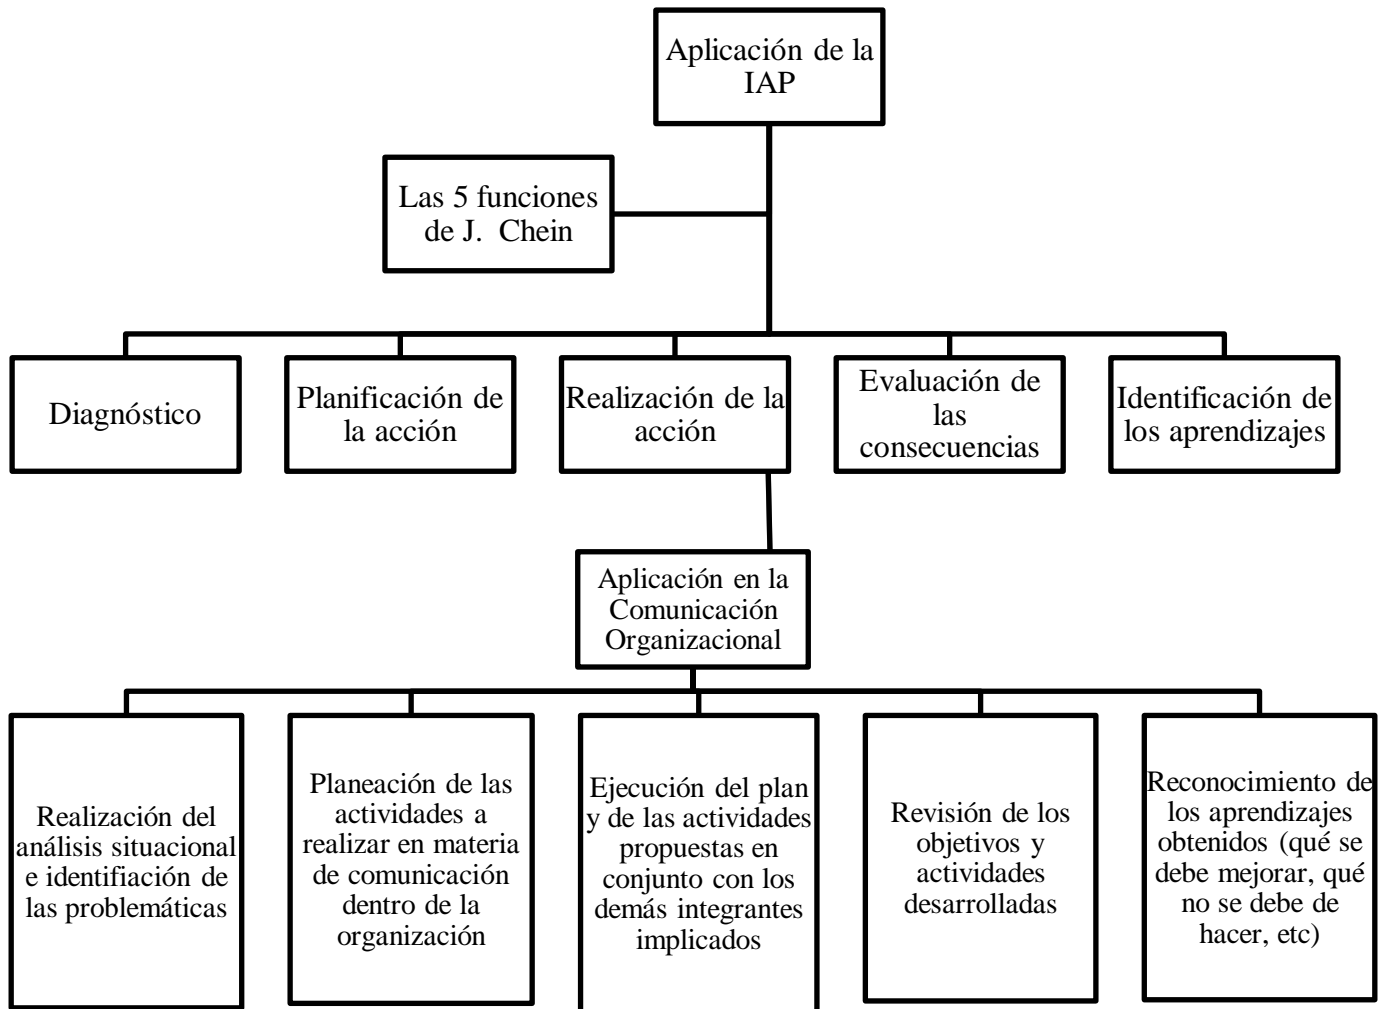 Aplicación de la
IAP
Las 5 funciones
de J. Chein
Diagnóstico
Planificación de
la acción
Realización de la
acción
Evaluación de
las
consecuencias
Identificación de
los aprendizajes
Aplicación en la
Comunicación
Organizacional
Realización del
análisis situacional
e identifiación de
las problemáticas
Planeación de las
actividades a
realizar en materia
de comunicación
dentro de la
organización
Ejecución del plan
y de las actividades
propuestas en
conjunto con los
demás integrantes
implicados
Revisión de los
objetivos y
actividades
desarrolladas
Reconocimiento de
los aprendizajes
obtenidos (qué se
debe mejorar, qué
no se debe de
hacer, etc)